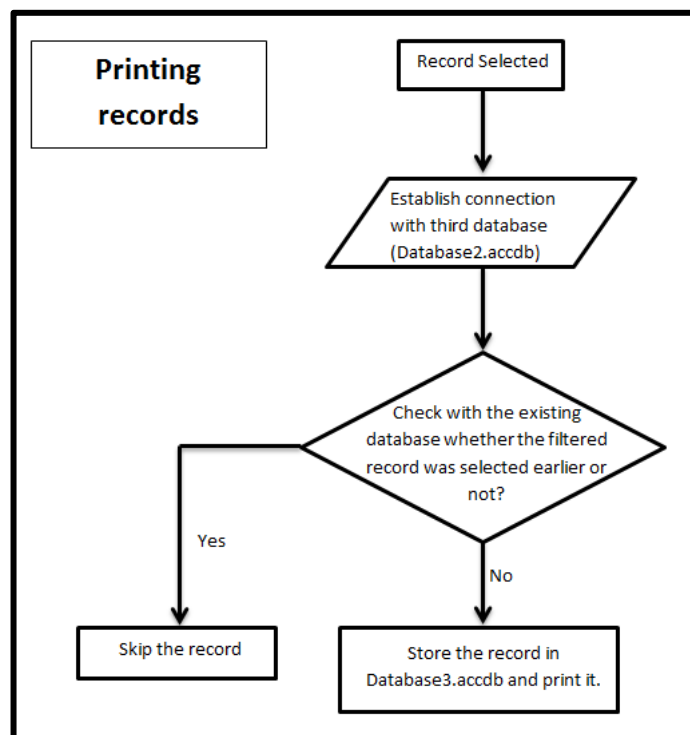 Printing
records
Record Selected
Establish connection
with third database
(Database2.accdb)
Check with the existing
database whether the filtered
record was selected earlier or
not?
Yes
No
Skip the record
Store the record in
Database3.accdb and print it.